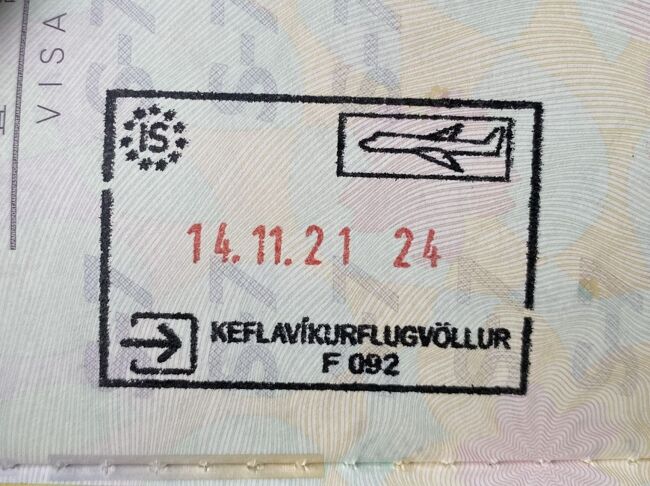 VISA
IS
14.11.21 24
KEFLAVÍKURFLUGVÖLLUR
F 092